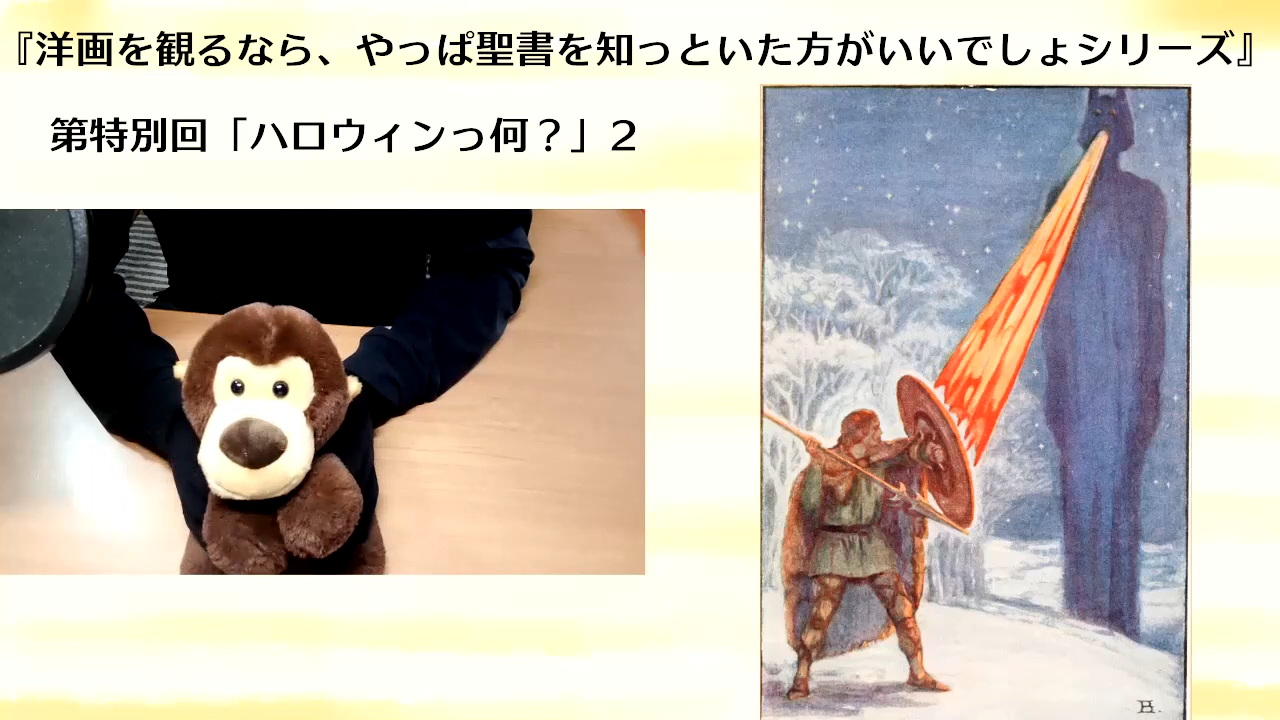 『洋画を観るなら、やっぱ聖書を知っといた方がいいでしょシリーズ』
第特別回「ハロウィンっ何？」２